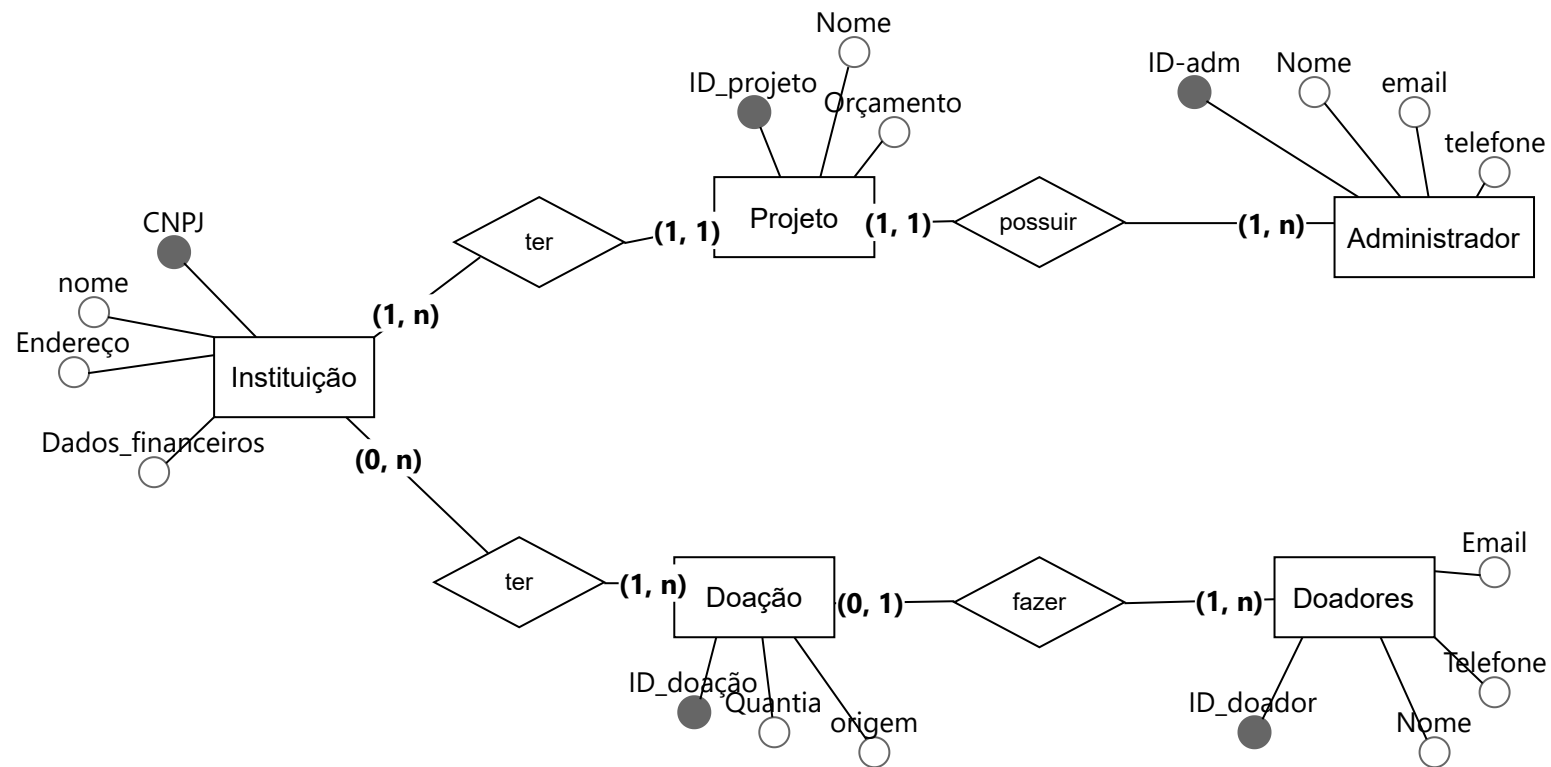 Nome
ID_projeto
Orçamento
Projeto
ID-adm
Nome
email
telefone
Administrador
ter
(1, 1)
(1, 1)
possuir
(1, n)
CNPJ
nome
Endereço
Instituição
Dados_financeiros
(1, n)
(0, n)
ter
(1, n)
Doação
(0, 1)
fazer
(1, n)
Doadores
Email
Telefone
ID_doação
Quantia
origem
ID_doador
Nome